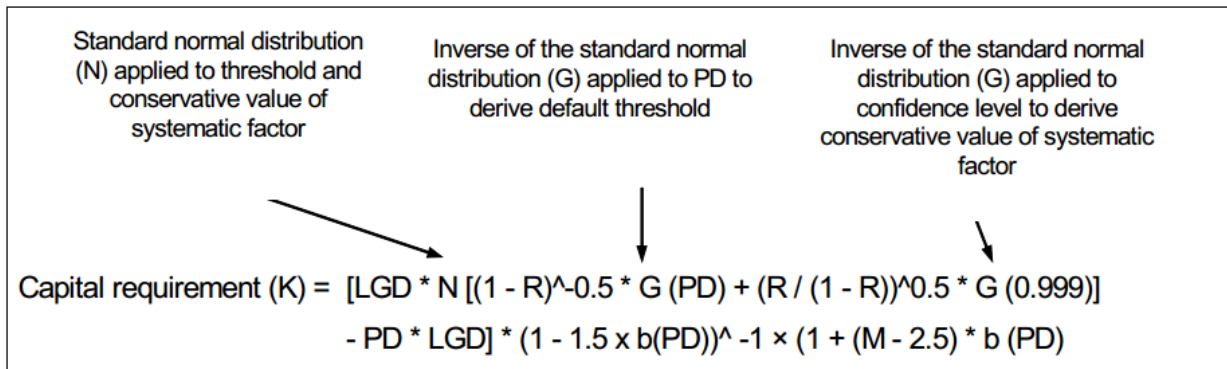 Standard normal distribution
(N) applied to threshold and
conservative value of
systematic factor
Inverse of the standard normal
distribution (G) applied to PD to
derive default threshold
Inverse of the standard normal
distribution (G) applied to
confidence level to derive
conservative value of systematic
factor
Capital requirement (K) = [LGD * N [(1 - R)^-0.5 * G (PD) + (R / (1 - R))^0.5 * G (0.999)]
- PD * LGD] * (1 - 1.5 x b(PD))^ -1 × (1 + (M - 2.5) * b (PD)